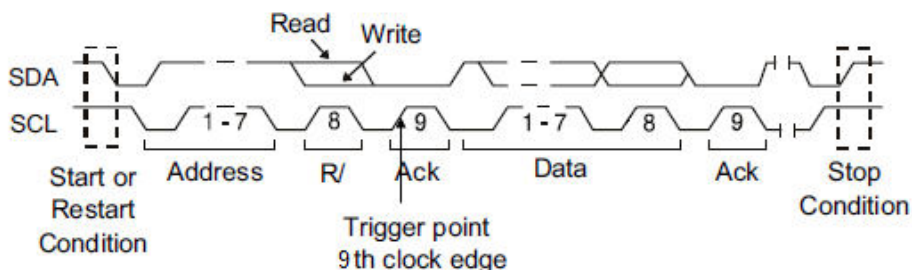 Read
Write
SDA
SCL
1 - 7
8
9
1 - 7
8
9
Address
R/
Ack
Data
Ack
Start or
Restart
Condition
Stop
Condition
Trigger point
9th clock edge